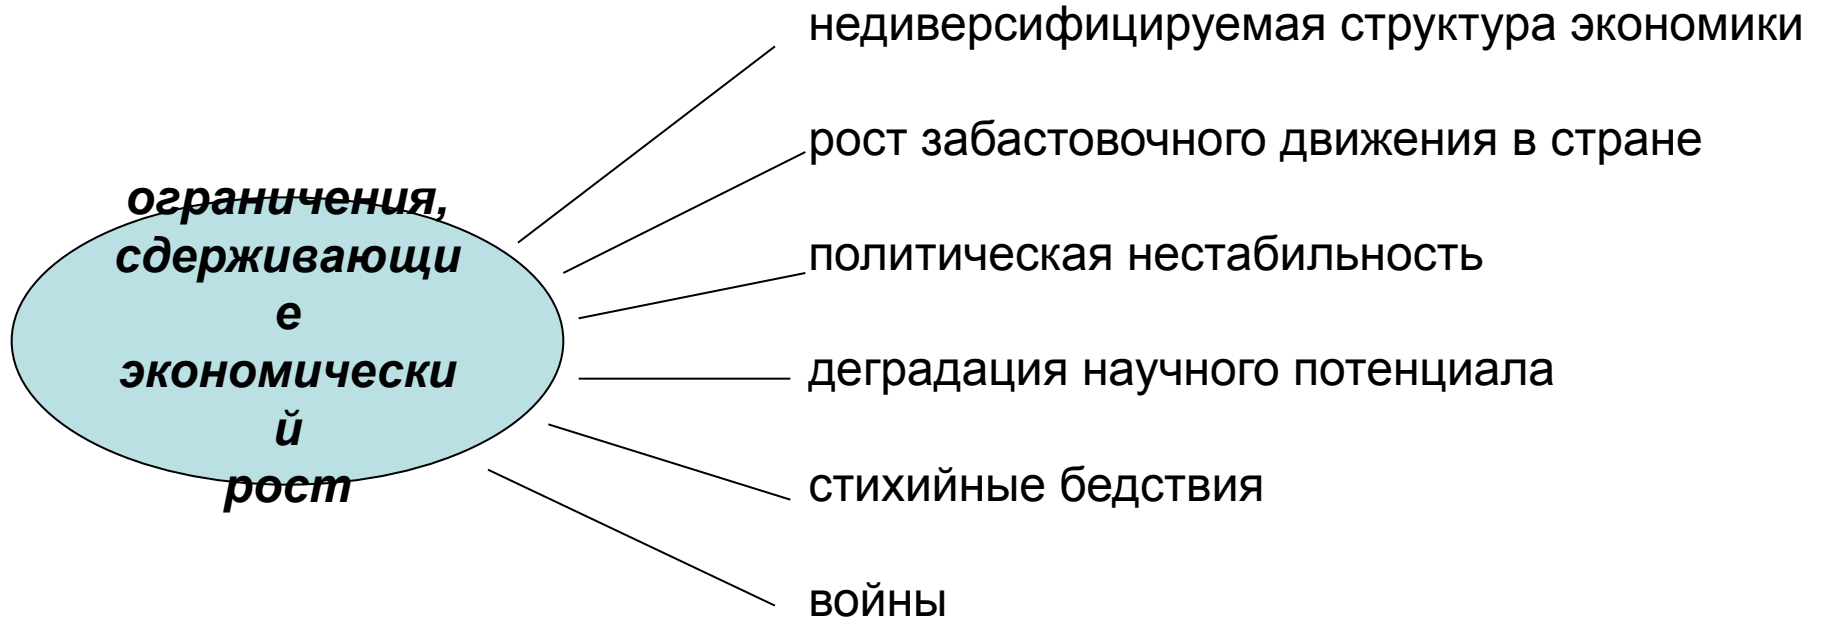 ограничения,
сдерживающи
е
экономически
й
рост
недиверсифицируемая структура экономики
рост забастовочного движения в стране
политическая нестабильность
деградация научного потенциала
стихийные бедствия
войны